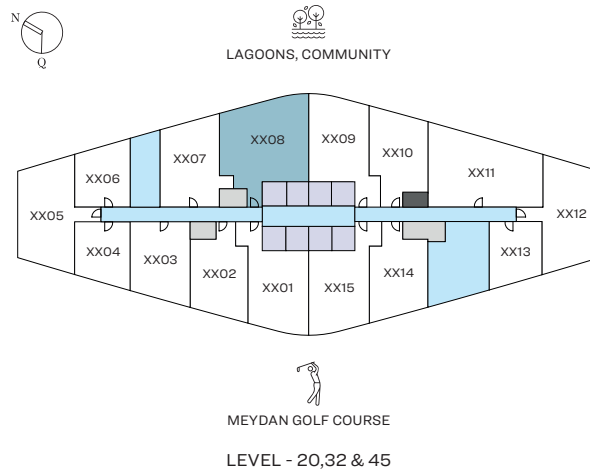 N
Q
LAGOONS, COMMUNITY
XX08
XX09
XX07
XX10
XX11
XX06
XX05
XX12
XX04
XX03
XX02
XX01
XX15
XX14
XX13
MEYDAN GOLF COURSE
LEVEL - 20,32 & 45